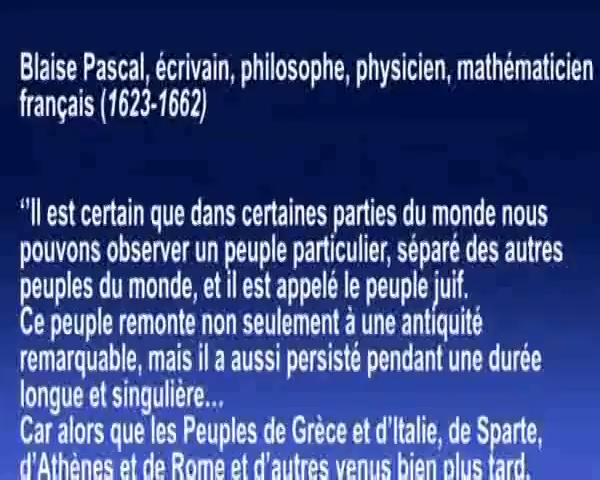 Blaise Pascal, écrivain, philosophe, physicien, mathématicien
français (1623-1662)
‘’Il est certain que dans certaines parties du monde nous
pouvons observer un peuple particulier, séparé des autres
peuples du monde, et il est appelé le peuple juif.
Ce peuple remonte non seulement à une antiquité
remarquable, mais il a aussi persisté pendant une durée
longue et singulière...
Car alors que les Peuples de Grèce et d’Italie, de Sparte,
d’Athènes et de Rome et d’autres venus bien plus tard,